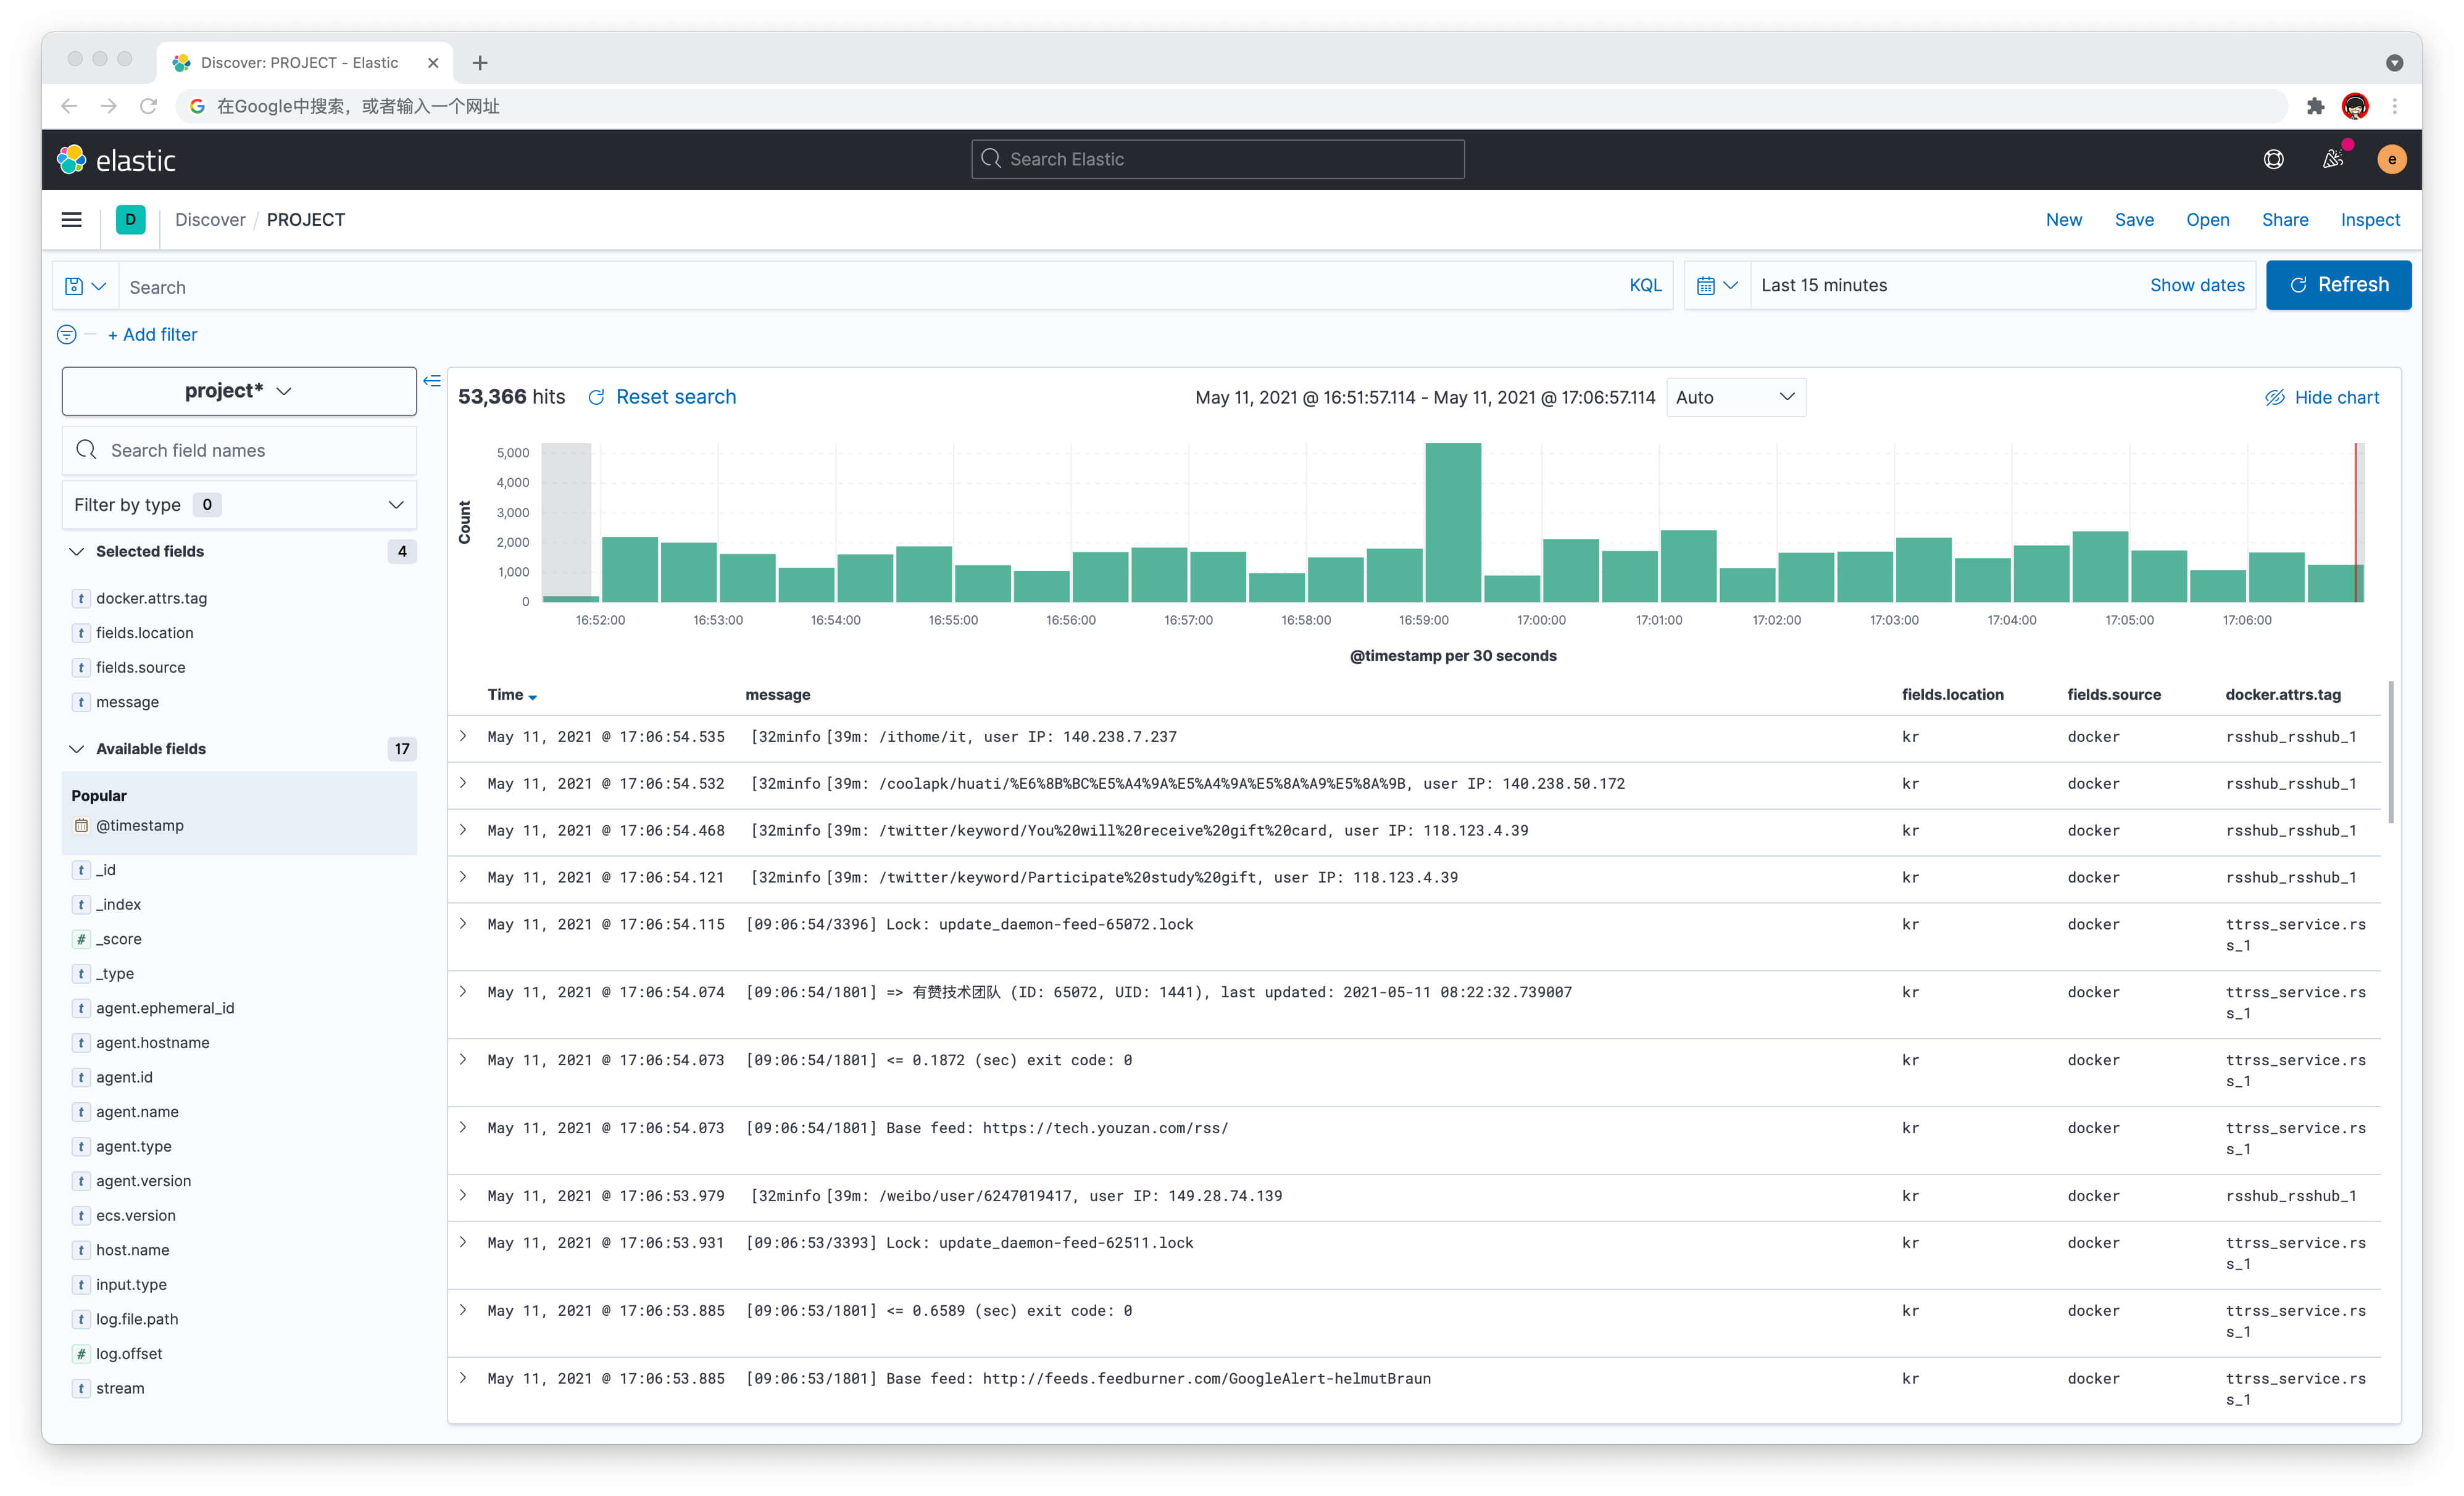 Discover: PROJECT - Elastic
在Google中搜索，或者输入一个网址
elastic
Search Elastic
e
D
Discover / PROJECT
New Save Open Share Inspect
Search
KQL
Last 15 minutes
Show dates
Refresh
+ Add filter
project*
Search field names
Filter by type 0
Selected fields 4
t docker.attrs.tag
t fields.location
t fields.source
t message
Available fields 17
Popular
@timestamp
t _id
t _index
# _score
t _type
t agent.ephemeral_id
t agent.hostname
t agent.id
t agent.name
t agent.type
t agent.version
t ecs.version
t host.name
t input.type
t log.file.path
# log.offset
t stream
53,366 hits
Reset search
May 11, 2021 @ 16:51:57.114 - May 11, 2021 @ 17:06:57.114
Auto
Hide chart
Count
5,000
4,000
3,000
2,000
1,000
0
16:52:00 16:53:00 16:54:00 16:55:00 16:56:00 16:57:00 16:58:00 16:59:00 17:00:00 17:01:00 17:02:00 17:03:00 17:04:00 17:05:00 17:06:00
@timestamp per 30 seconds
Time message fields.location fields.source docker.attrs.tag
May 11, 2021 @ 17:06:54.535 [32minfo[39m: /ithome/it, user IP: 140.238.7.237 kr docker rsshub_rsshub_1
May 11, 2021 @ 17:06:54.532 [32minfo[39m: /coolapk/huati/%E6%8B%BC%E5%A4%9A%E5%A4%9A%E5%8A%A9%E5%8A%9B, user IP: 140.238.50.172 kr docker rsshub_rsshub_1
May 11, 2021 @ 17:06:54.468 [32minfo[39m: /twitter/keyword/You%20will%20receive%20gift%20card, user IP: 118.123.4.39 kr docker rsshub_rsshub_1
May 11, 2021 @ 17:06:54.121 [32minfo[39m: /twitter/keyword/Participate%20study%20gift, user IP: 118.123.4.39 kr docker rsshub_rsshub_1
May 11, 2021 @ 17:06:54.115 [09:06:54/3396] Lock: update_daemon-feed-65072.lock kr docker ttrss_service.rs
s_1
May 11, 2021 @ 17:06:54.074 [09:06:54/1801] => 有赞技术团队 (ID: 65072, UID: 1441), last updated: 2021-05-11 08:22:32.739007 kr docker ttrss_service.rs
s_1
May 11, 2021 @ 17:06:54.073 [09:06:54/1801] <= 0.1872 (sec) exit code: 0 kr docker ttrss_service.rs
s_1
May 11, 2021 @ 17:06:54.073 [09:06:54/1801] Base feed: https://tech.youzan.com/rss/ kr docker ttrss_service.rs
s_1
May 11, 2021 @ 17:06:53.979 [32minfo[39m: /weibo/user/6247019417, user IP: 149.28.74.139 kr docker rsshub_rsshub_1
May 11, 2021 @ 17:06:53.931 [09:06:53/3393] Lock: update_daemon-feed-62511.lock kr docker ttrss_service.rs
s_1
May 11, 2021 @ 17:06:53.885 [09:06:53/1801] <= 0.6589 (sec) exit code: 0 kr docker ttrss_service.rs
s_1
May 11, 2021 @ 17:06:53.885 [09:06:53/1801] Base feed: http://feeds.feedburner.com/GoogleAlert-helmutBraun kr docker ttrss_service.rs
s_1